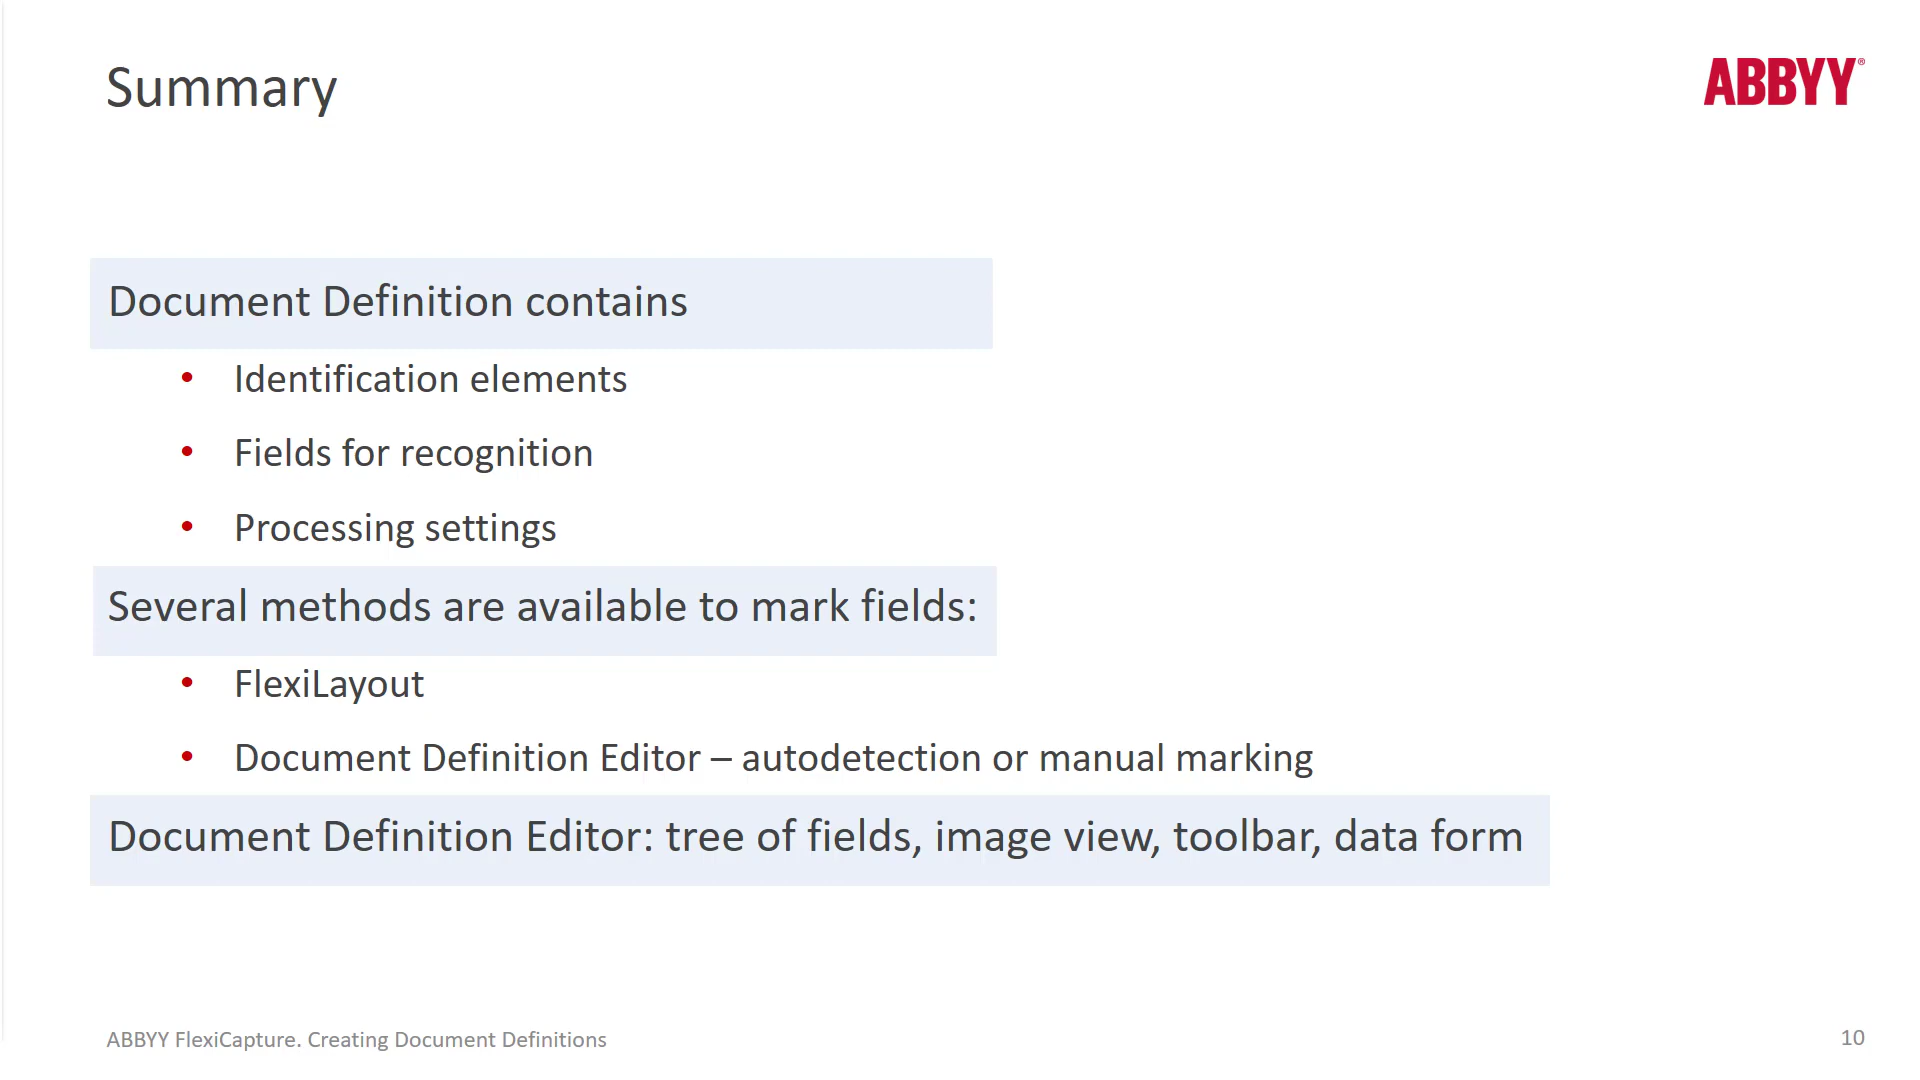 Summary
ABBYY®
Document Definition contains
• Identification elements
• Fields for recognition
• Processing settings
Several methods are available to mark fields:
• FlexiLayout
• Document Definition Editor – autodetection or manual marking
Document Definition Editor: tree of fields, image view, toolbar, data form
ABBYY FlexiCapture. Creating Document Definitions
10